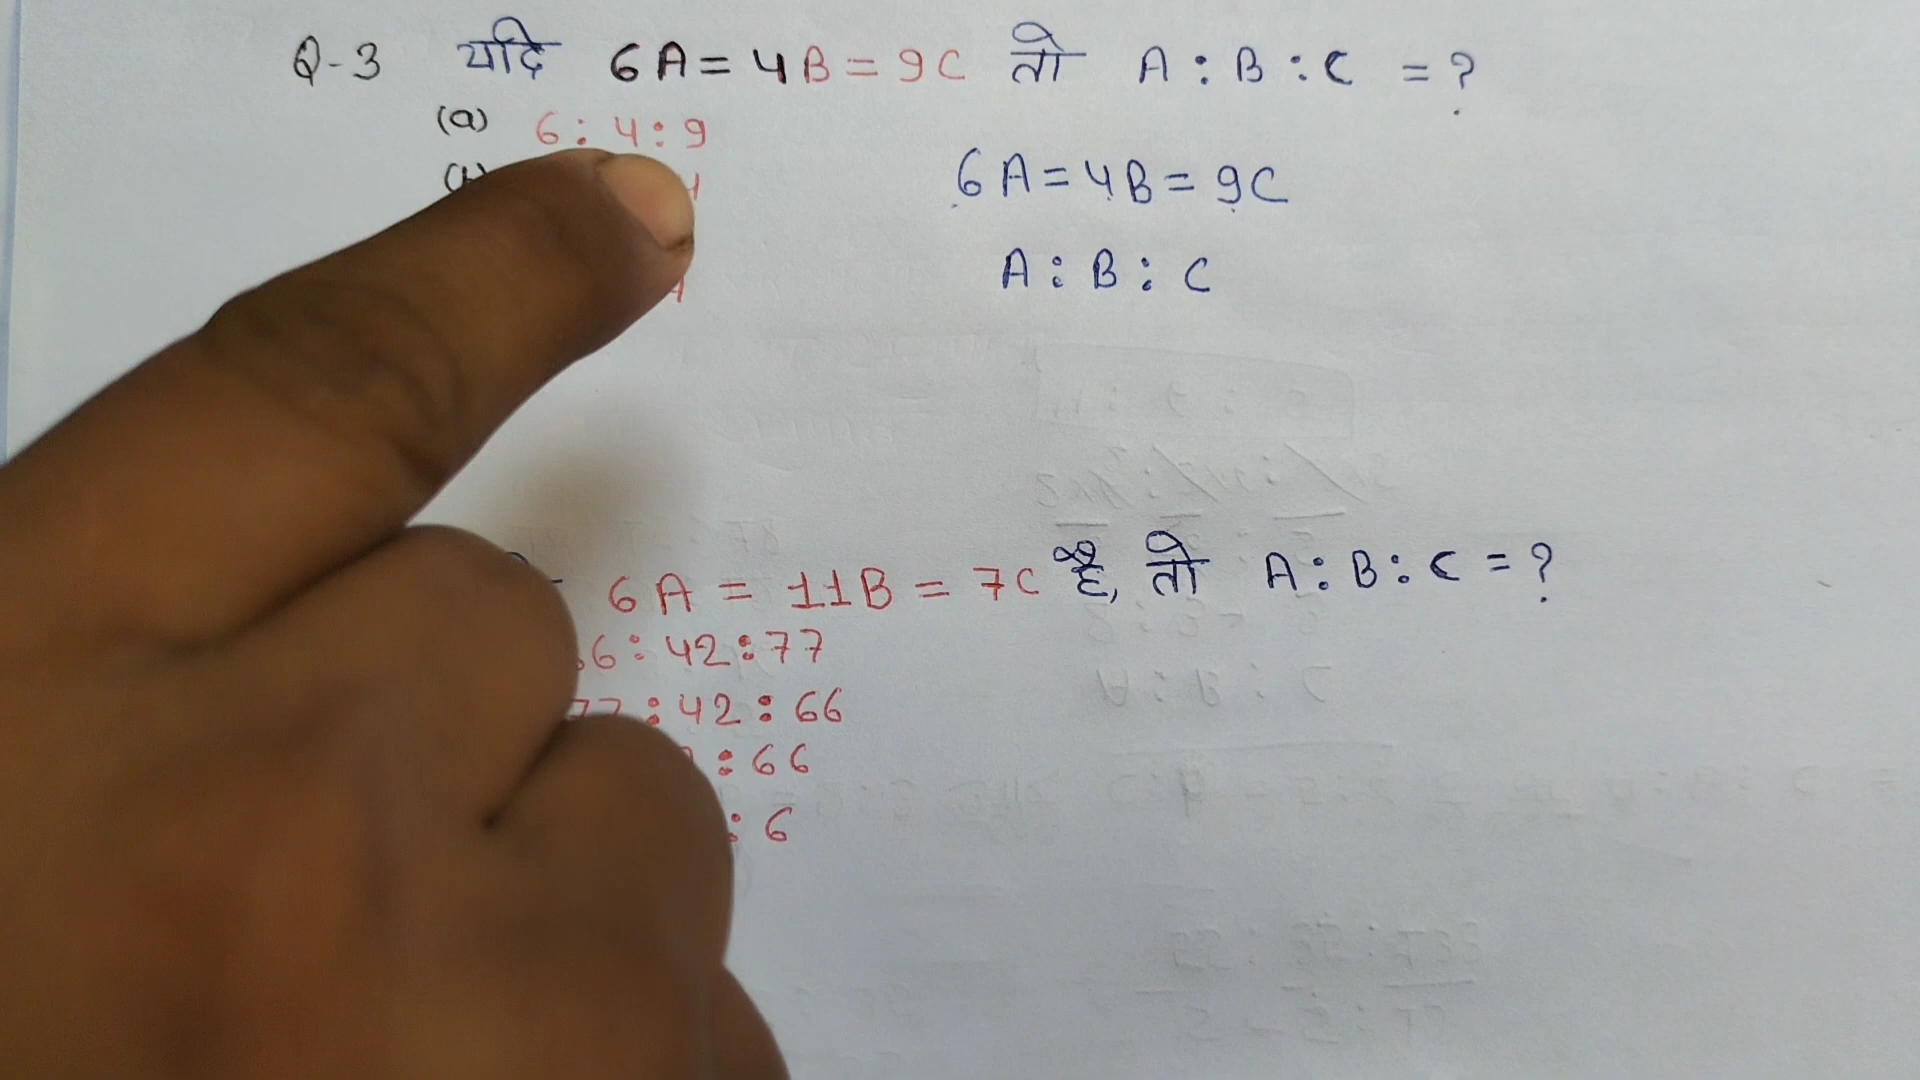 Q-3 यदि 6A = 4B = 9C तो A : B : C = ?
(a) 6 : 4 : 9
6A = 4B = 9C
A : B : C
6A = 11B = 7C है, तो A : B : C = ?
6 : 42 : 77
77 : 42 : 66
: 66
: 6